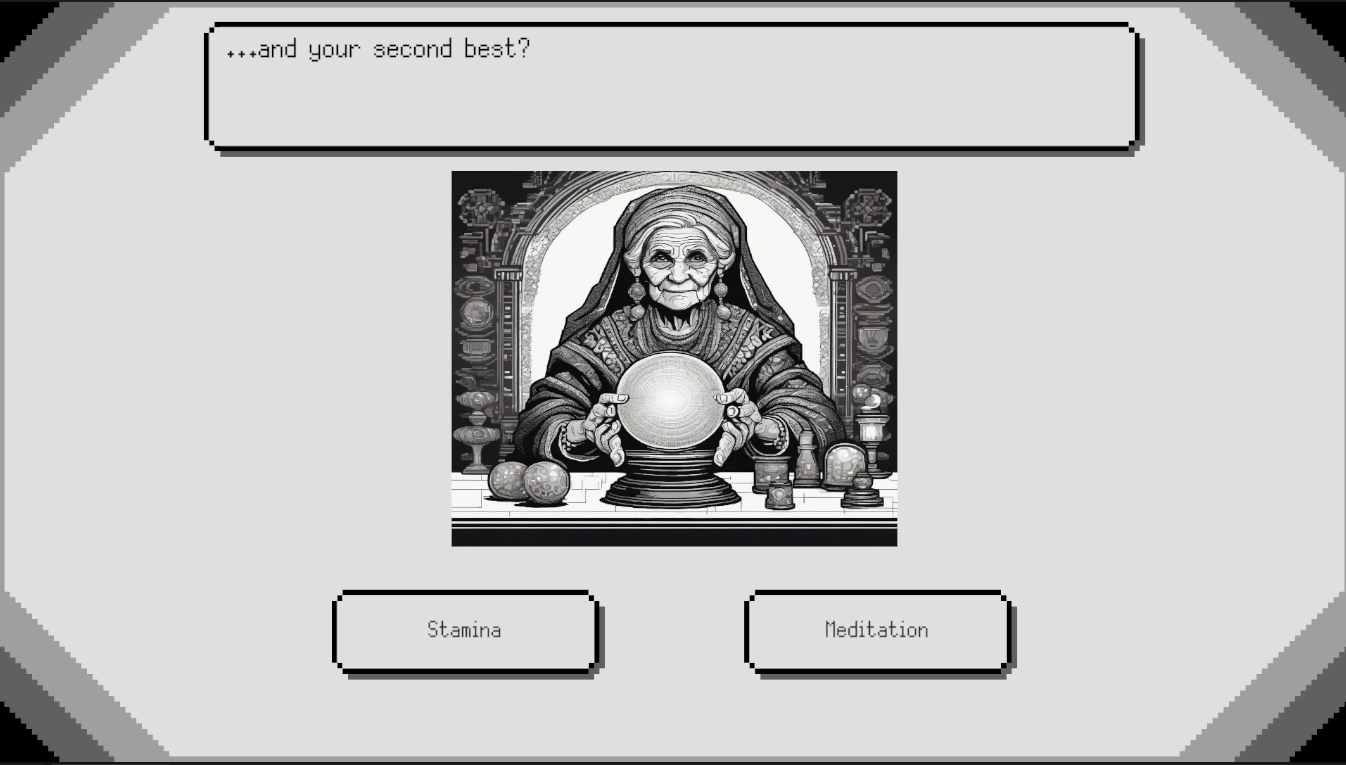 ...and your second best?
Stamina
Meditation